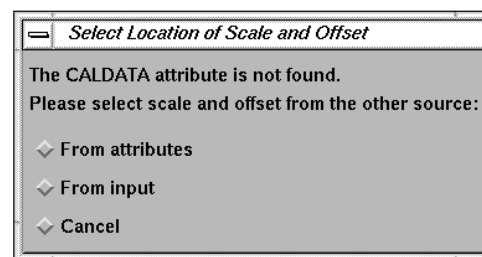 Select Location of Scale and Offset
The CALDATA attribute is not found.
Please select scale and offset from the other source:
From attributes
From input
Cancel